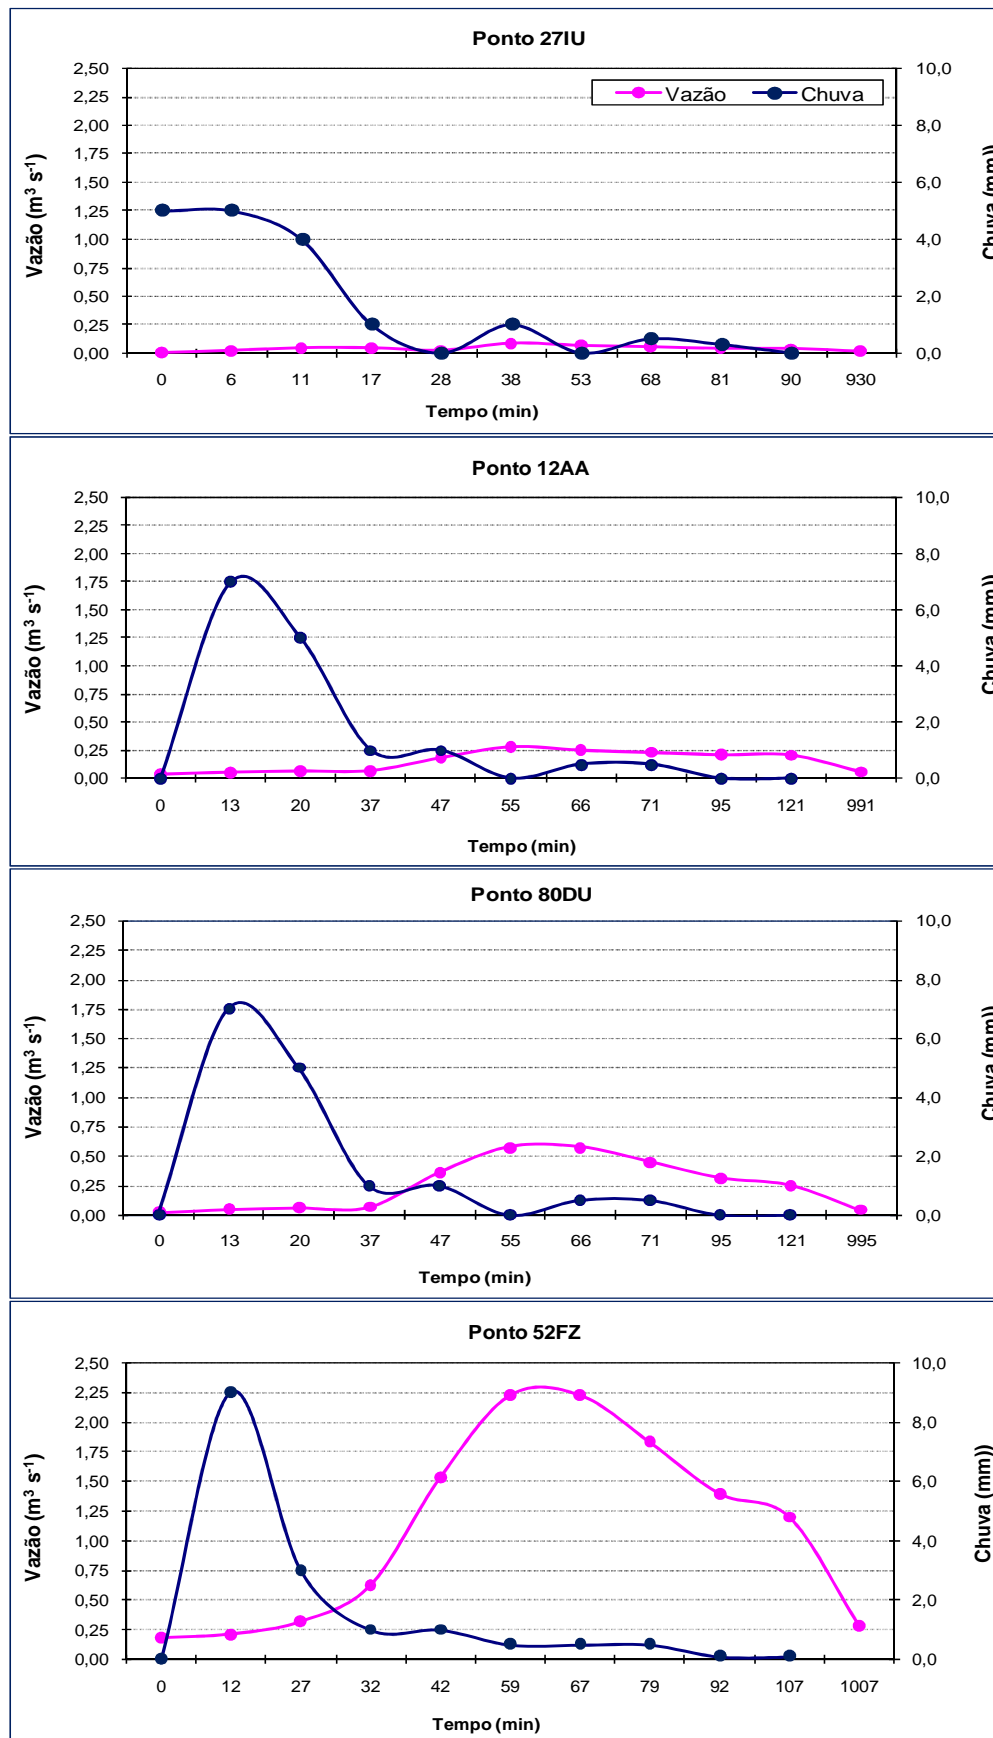 Ponto 27IU
2,50 10,0
2,25
2,00 8,0
1,75
1,50 6,0
1,25
1,00 4,0
0,75
0,50 2,0
0,25
0,00 0,0
Vazão Chuva
Vazão (m³ s-1)
Chuva (mm))
0 6 11 17 28 38 53 68 81 90 930
Tempo (min)
Ponto 12AA
2,50 10,0
2,25
2,00 8,0
1,75
1,50 6,0
1,25
1,00 4,0
0,75
0,50 2,0
0,25
0,00 0,0
Vazão (m³ s-1)
Chuva (mm))
0 13 20 37 47 55 66 71 95 121 991
Tempo (min)
Ponto 80DU
2,50 10,0
2,25
2,00 8,0
1,75
1,50 6,0
1,25
1,00 4,0
0,75
0,50 2,0
0,25
0,00 0,0
Vazão (m³ s-1)
Chuva (mm))
0 13 20 37 47 55 66 71 95 121 995
Tempo (min)
Ponto 52FZ
2,50 10,0
2,25
2,00 8,0
1,75
1,50 6,0
1,25
1,00 4,0
0,75
0,50 2,0
0,25
0,00 0,0
Vazão (m³ s-1)
Chuva (mm))
0 12 27 32 42 59 67 79 92 107 1007
Tempo (min)